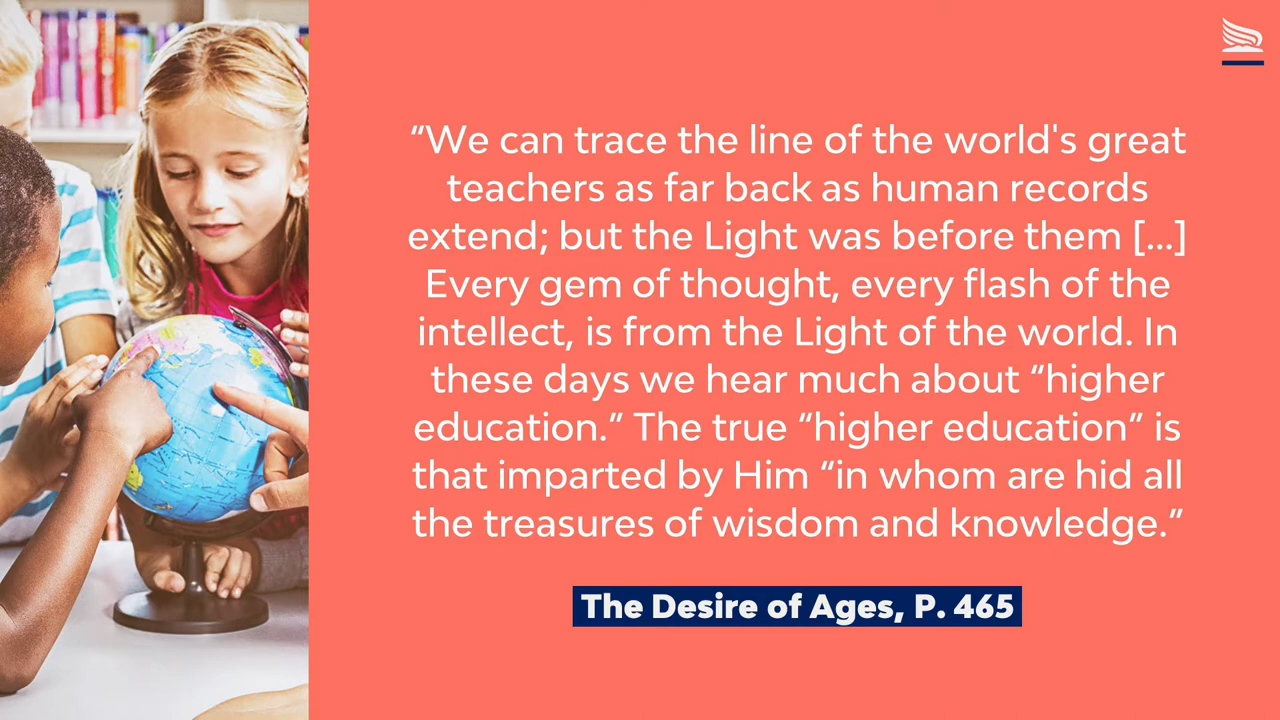 “We can trace the line of the world's great
teachers as far back as human records
extend; but the Light was before them [...]
Every gem of thought, every flash of the
intellect, is from the Light of the world. In
these days we hear much about “higher
education.” The true “higher education” is
that imparted by Him “in whom are hid all
the treasures of wisdom and knowledge.”
The Desire of Ages, P. 465